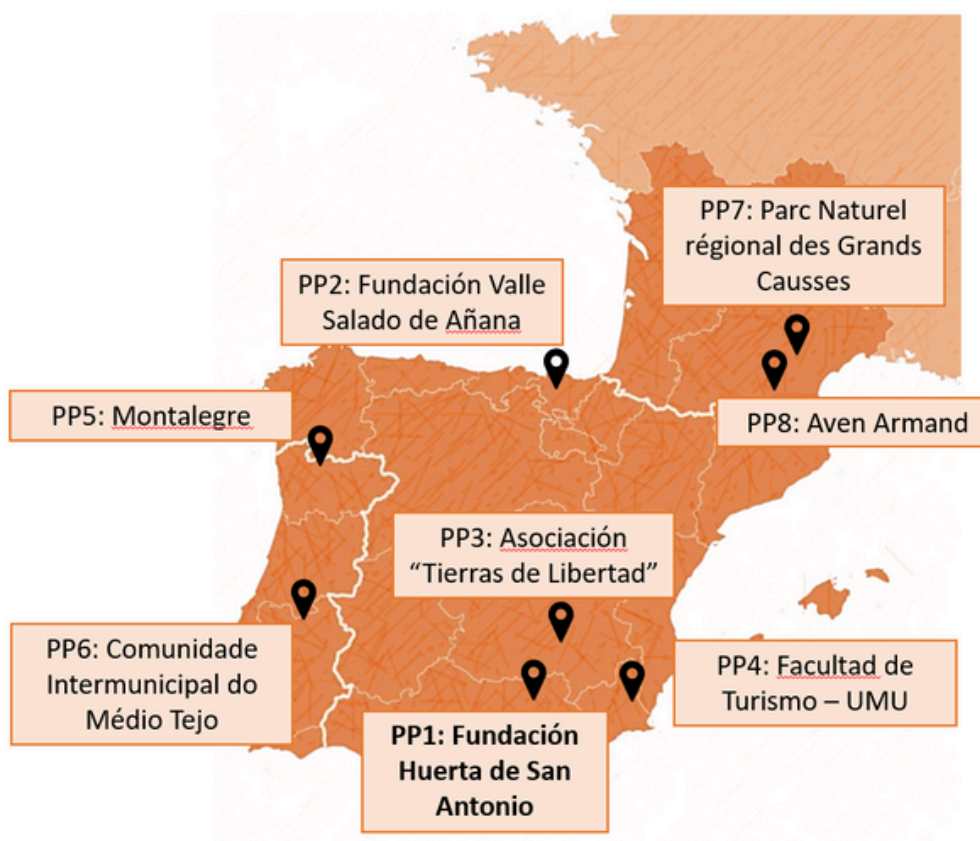 PP7: Parc Naturel
régional des Grands
Causses
PP2: Fundación Valle
Salado de Añana
PP5: Montalegre
PP8: Aven Armand
PP3: Asociación
“Tierras de Libertad”
PP6: Comunidade
Intermunicipal do
Médio Tejo
PP4: Facultad de
Turismo – UMU
PP1: Fundación
Huerta de San
Antonio